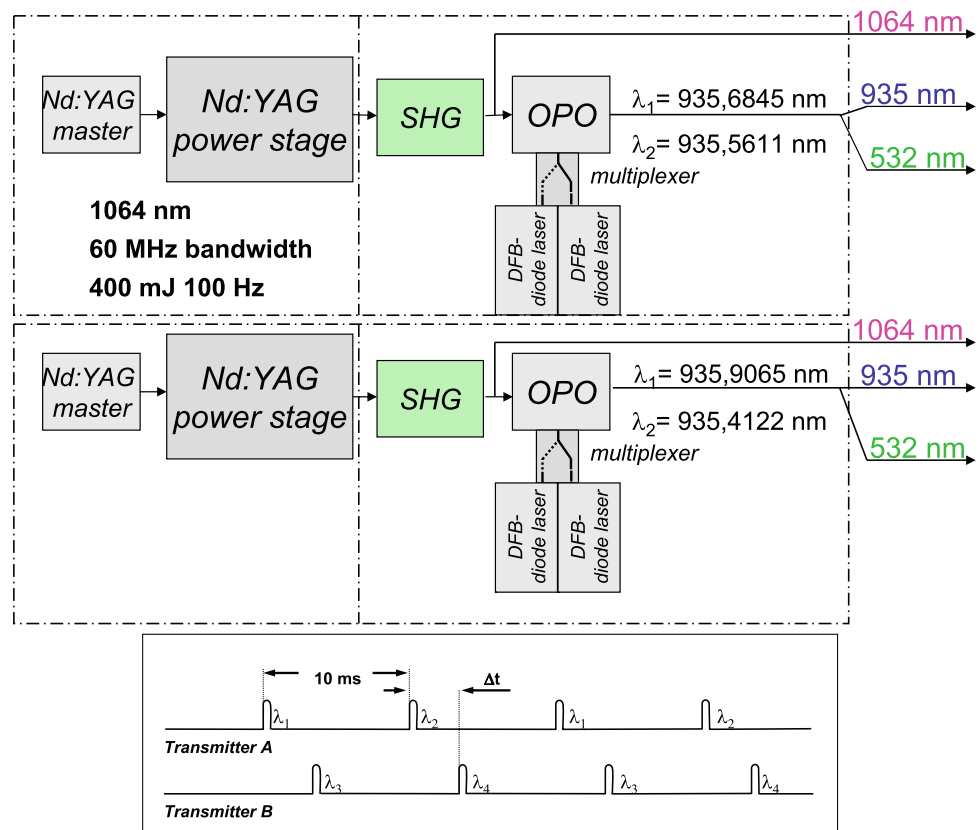 1064 nm
Nd:YAG
master
Nd:YAG
power stage
SHG
OPO
λ1= 935,6845 nm
λ2= 935,5611 nm
935 nm
532 nm
multiplexer
DFB-
diode laser
DFB-
diode laser
1064 nm
60 MHz bandwidth
400 mJ 100 Hz
1064 nm
Nd:YAG
master
Nd:YAG
power stage
SHG
OPO
λ1= 935,9065 nm
λ2= 935,4122 nm
935 nm
532 nm
multiplexer
DFB-
diode laser
DFB-
diode laser
10 ms
Δt
λ1 λ2 λ1 λ2
Transmitter A
λ3 λ4 λ3 λ4
Transmitter B